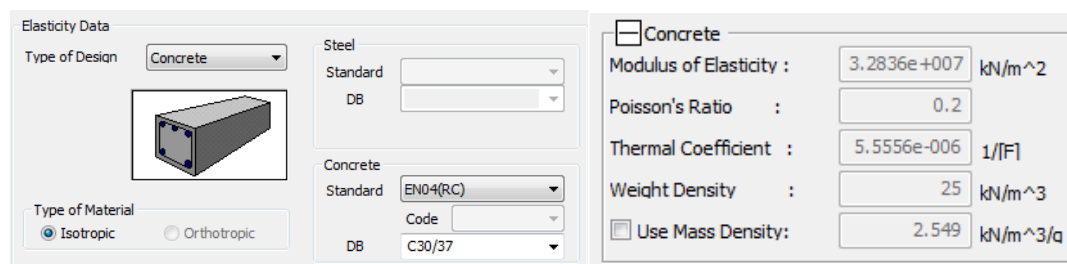 Elasticity Data
Type of Design Concrete
Steel
Standard
DB
Concrete
Standard EN04(RC)
Code
DB C30/37
Type of Material
Isotropic Orthotropic
Concrete
Modulus of Elasticity : 3.2836e+007 kN/m^2
Poisson's Ratio : 0.2
Thermal Coefficient : 5.5556e-006 1/[F]
Weight Density : 25 kN/m^3
Use Mass Density: 2.549 kN/m^3/g